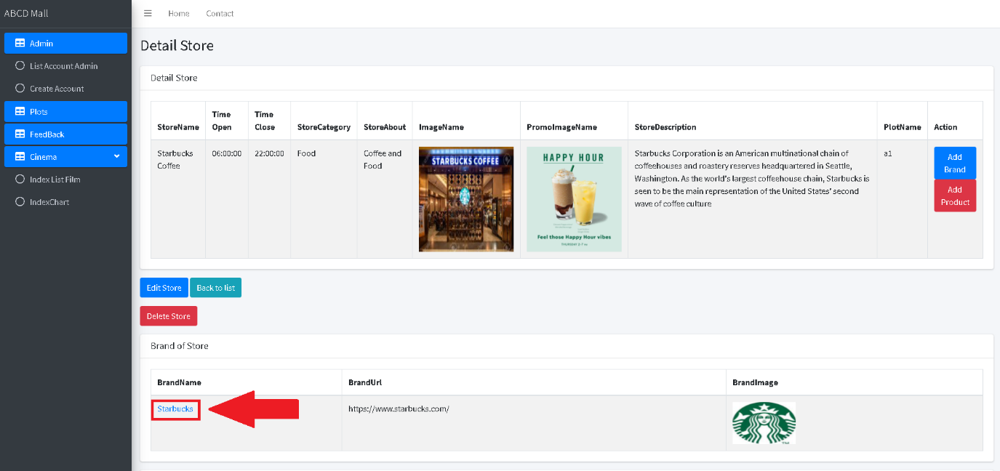 ABCD Mall
Home
Contact
Admin
List Account Admin
Create Account
Plots
FeedBack
Cinema
Index List Film
IndexChart
Detail Store
Detail Store
StoreName
Time
Open
Time
Close
StoreCategory
StoreAbout
ImageName
PromoImageName
StoreDescription
PlotName
Action
Starbucks
Coffee
06:00:00
22:00:00
Food
Coffee and
Food
STARBUCKS COFFEE
HAPPY HOUR
Feel those Happy Hour vibes
THURSDAY 2-7 PM
Starbucks Corporation is an American multinational chain of
coffeehouses and roastery reserves headquartered in Seattle,
Washington. As the world's largest coffeehouse chain, Starbucks is
seen to be the main representation of the United States' second
wave of coffee culture
a1
Add
Brand
Add
Product
Edit Store
Back to list
Delete Store
Brand of Store
BrandName
BrandUrl
BrandImage
Starbucks
https://www.starbucks.com/
TM